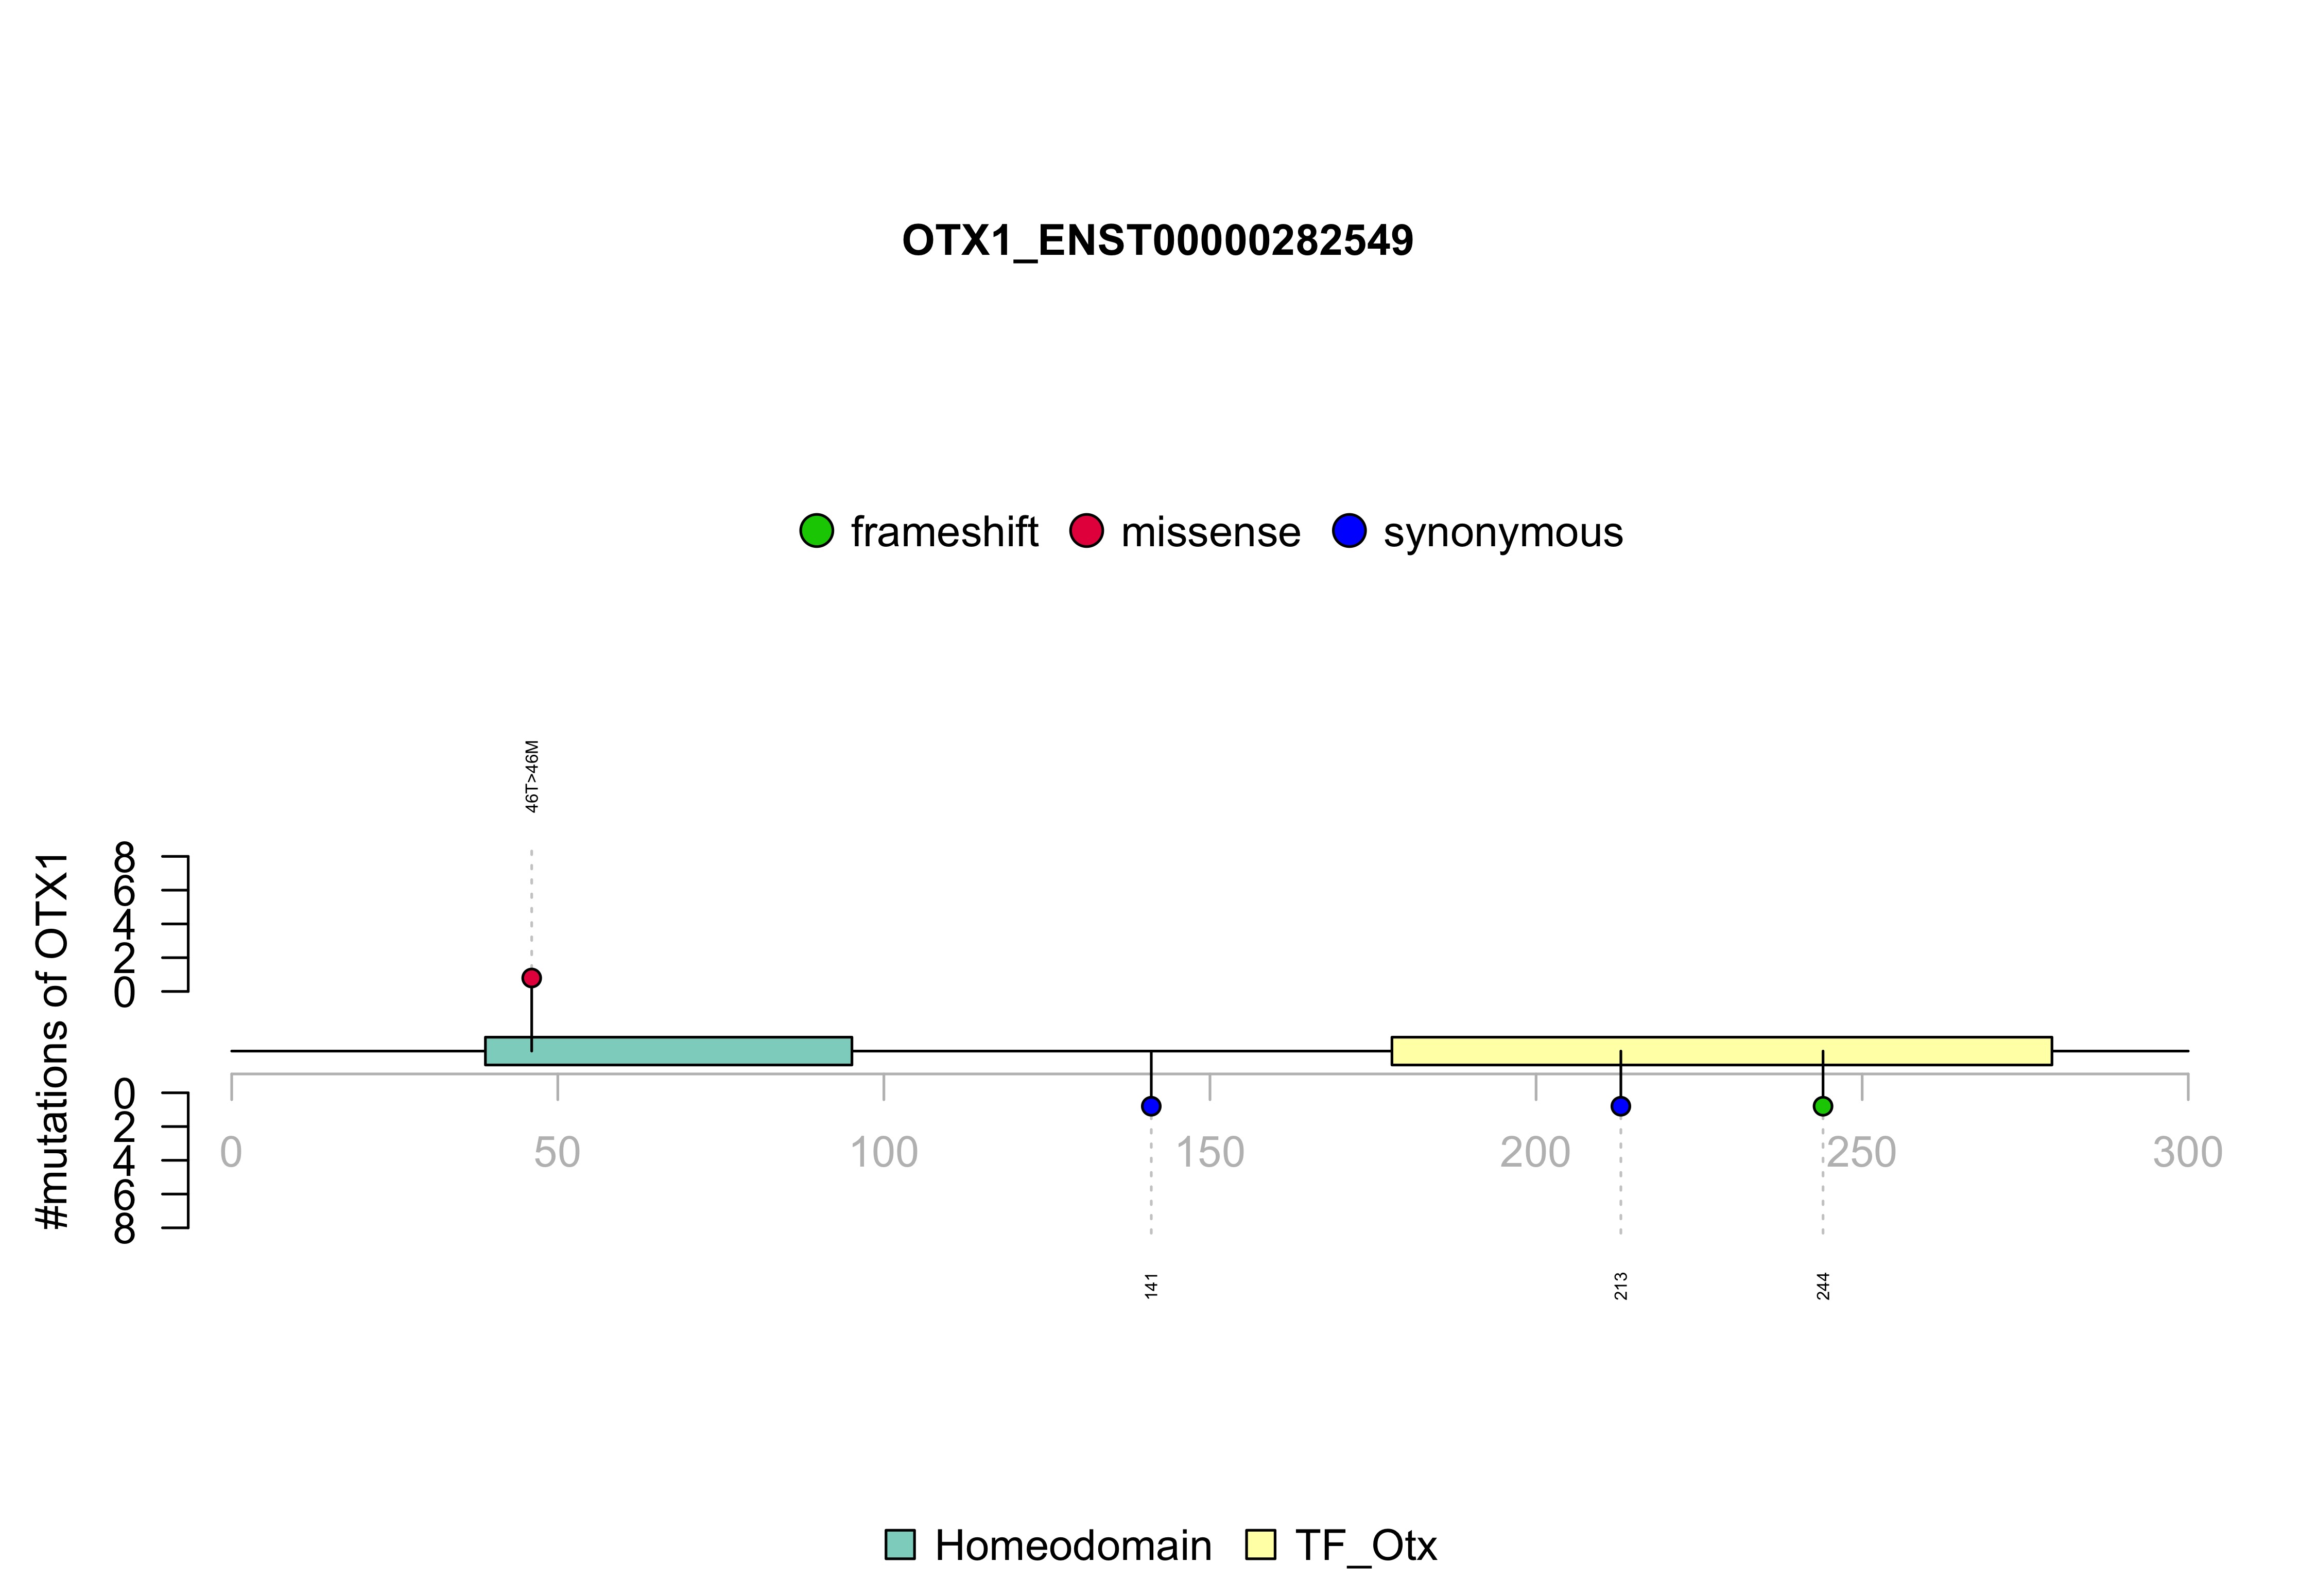 OTX1_ENST00000282549
frameshift missense synonymous
46T>46M
#mutations of OTX1
8
6
4
2
0
0
2
4
6
8
0 50 100 150 200 250 300
141 213 244
Homeodomain TF_Otx